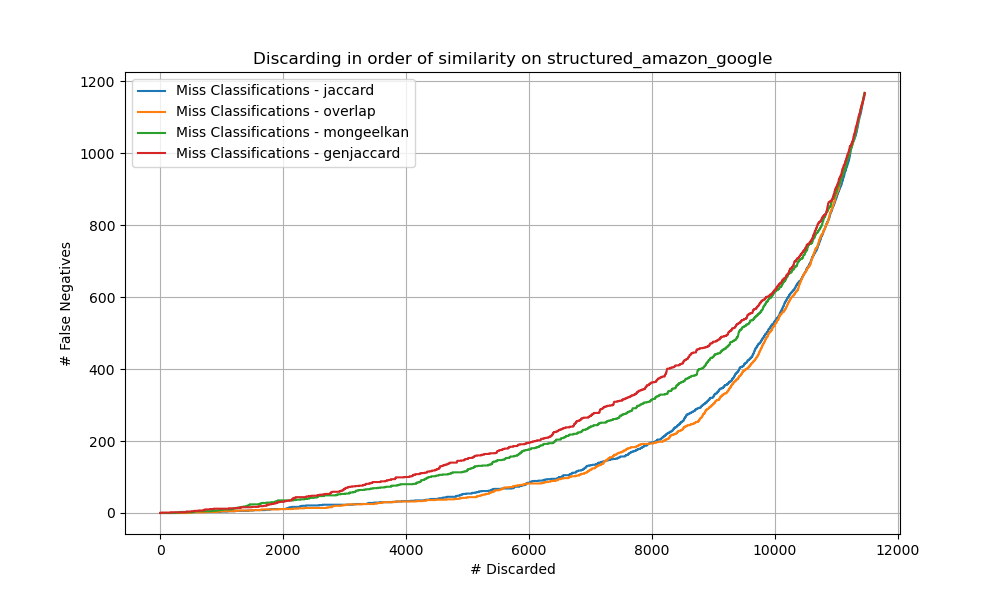 Discarding in order of similarity on structured_amazon_google
Miss Classifications - jaccard
Miss Classifications - overlap
Miss Classifications - mongeelkan
Miss Classifications - genjaccard
# False Negatives
1200
1000
800
600
400
200
0
0 2000 4000 6000 8000 10000 12000
# Discarded